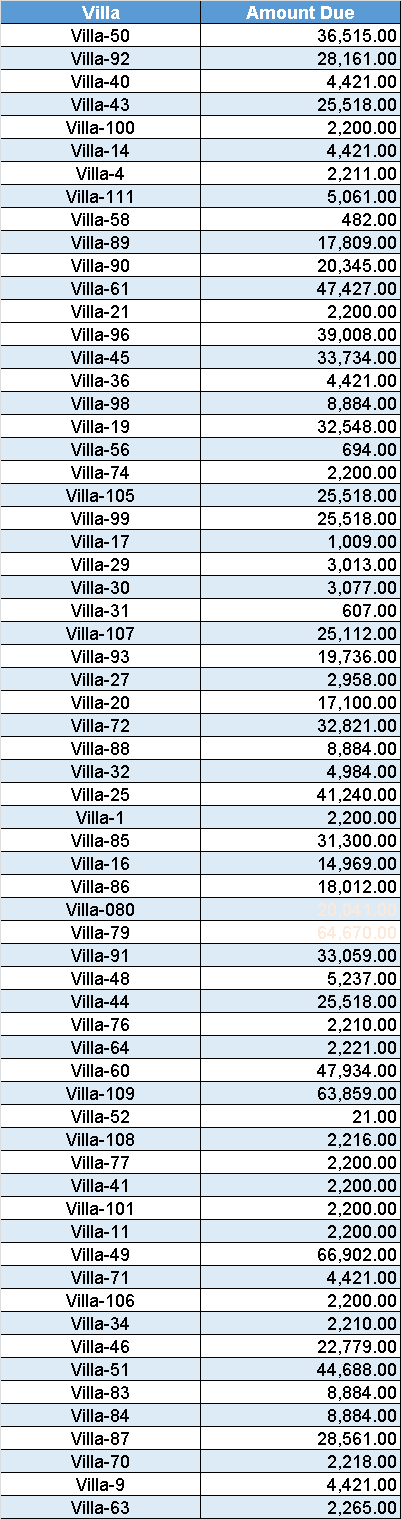 Villa Amount Due
Villa-50 36,515.00
Villa-92 28,161.00
Villa-40 4,421.00
Villa-43 25,518.00
Villa-100 2,200.00
Villa-14 4,421.00
Villa-4 2,211.00
Villa-111 5,061.00
Villa-58 482.00
Villa-89 17,809.00
Villa-90 20,345.00
Villa-61 47,427.00
Villa-21 2,200.00
Villa-96 39,008.00
Villa-45 33,734.00
Villa-36 4,421.00
Villa-98 8,884.00
Villa-19 32,548.00
Villa-56 694.00
Villa-74 2,200.00
Villa-105 25,518.00
Villa-99 25,518.00
Villa-17 1,009.00
Villa-29 3,013.00
Villa-30 3,077.00
Villa-31 607.00
Villa-107 25,112.00
Villa-93 19,736.00
Villa-27 2,958.00
Villa-20 17,100.00
Villa-72 32,821.00
Villa-88 8,884.00
Villa-32 4,984.00
Villa-25 41,240.00
Villa-1 2,200.00
Villa-85 31,300.00
Villa-16 14,969.00
Villa-86 18,012.00
Villa-080
Villa-79 64,670.00
Villa-91 33,059.00
Villa-48 5,237.00
Villa-44 25,518.00
Villa-76 2,210.00
Villa-64 2,221.00
Villa-60 47,934.00
Villa-109 63,859.00
Villa-52 21.00
Villa-108 2,216.00
Villa-77 2,200.00
Villa-41 2,200.00
Villa-101 2,200.00
Villa-11 2,200.00
Villa-49 66,902.00
Villa-71 4,421.00
Villa-106 2,200.00
Villa-34 2,210.00
Villa-46 22,779.00
Villa-51 44,688.00
Villa-83 8,884.00
Villa-84 8,884.00
Villa-87 28,561.00
Villa-70 2,218.00
Villa-9 4,421.00
Villa-63 2,265.00